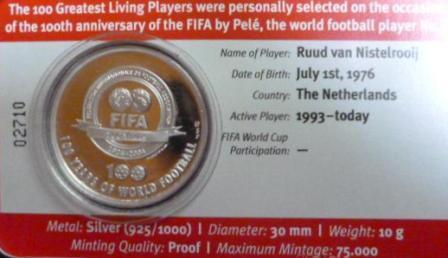 The 100 Greatest Living Players were personally selected on the
of the 100th anniversary of the FIFA by Pelé, the world football player
Name of Player: Ruud van Nistelrooij
Date of Birth: July 1st, 1976
Country: The Netherlands
Active Player: 1993–today
FIFA World Cup
Participation: —
02710
FIFA
100
100 YEARS OF WORLD FOOTBALL
Metal: Silver (925/1000) | Diameter: 30 mm | Weight: 10 g
Minting Quality: Proof | Maximum Mintage: 75.000